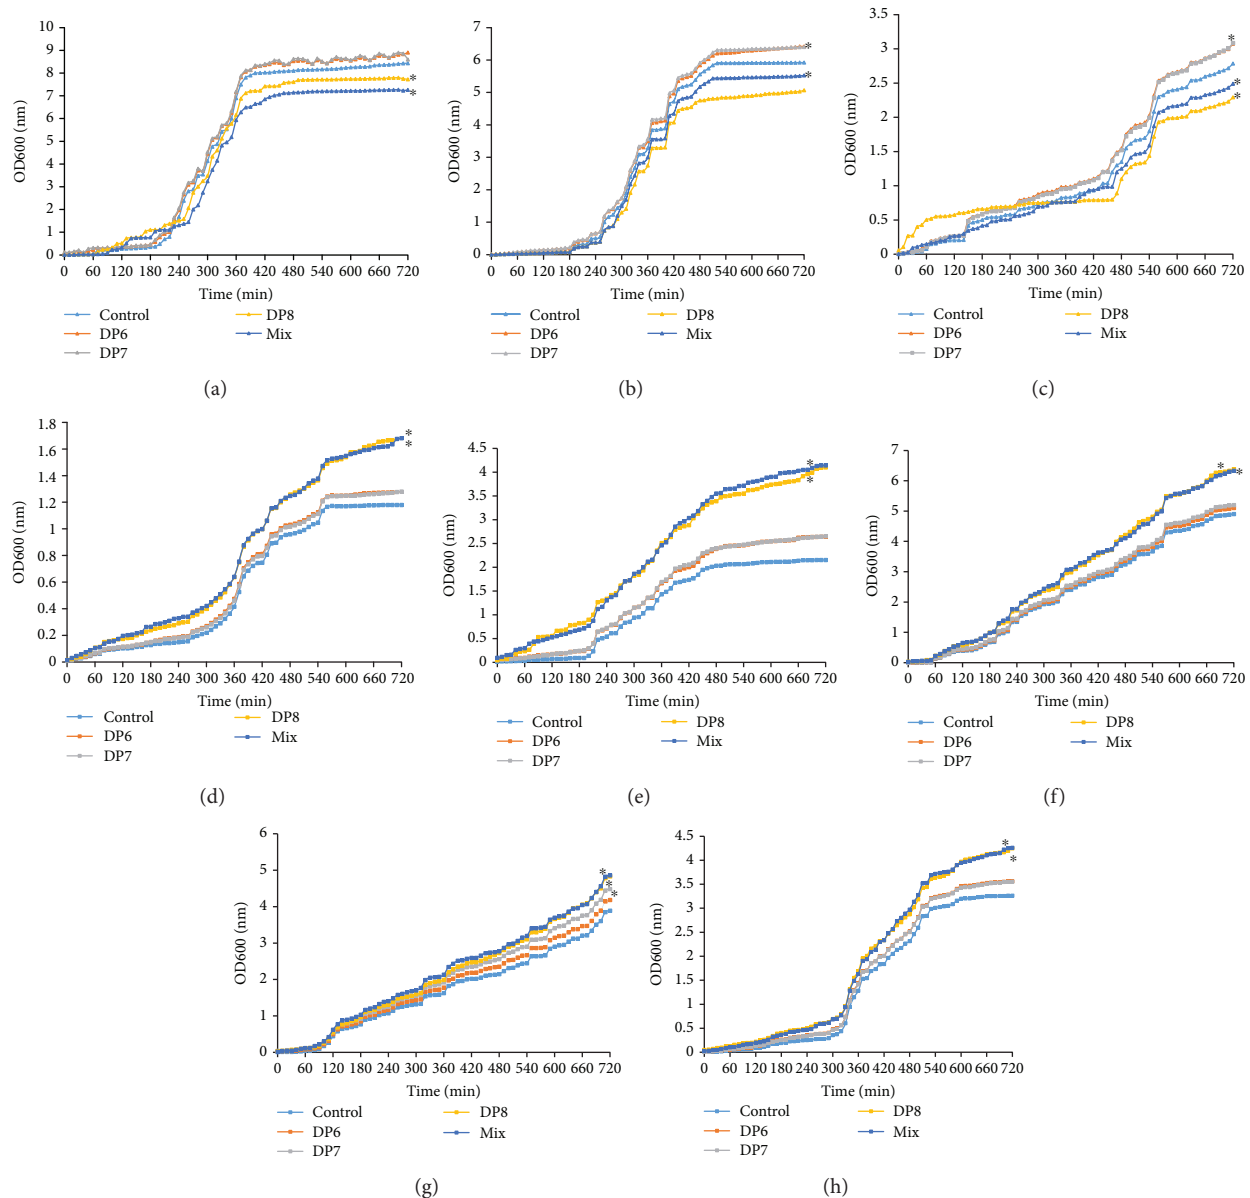 10
9
8
7
6
5
4
3
2
1
0
OD600 (nm)
0 60 120 180 240 300 360 420 480 540 600 660 720
Time (min)
*
*
Control DP8
DP6 Mix
DP7
(a)
7
6
5
4
3
2
1
0
OD600 (nm)
0 60 120 180 240 300 360 420 480 540 600 660 720
Time (min)
*
*
Control DP8
DP6 Mix
DP7
(b)
3.5
3
2.5
2
1.5
1
0.5
0
OD600 (nm)
0 60 120 180 240 300 360 420 480 540 600 660 720
Time (min)
*
*
*
Control DP8
DP6 Mix
DP7
(c)
1.8
1.6
1.4
1.2
1
0.8
0.6
0.4
0.2
0
OD600 (nm)
0 60 120 180 240 300 360 420 480 540 600 660 720
Time (min)
*
*
Control DP8
DP6 Mix
DP7
(d)
4.5
4
3.5
3
2.5
2
1.5
1
0.5
0
OD600 (nm)
0 60 120 180 240 300 360 420 480 540 600 660 720
Time (min)
*
*
Control DP8
DP6 Mix
DP7
(e)
7
6
5
4
3
2
1
0
OD600 (nm)
0 60 120 180 240 300 360 420 480 540 600 660 720
Time (min)
*
*
Control DP8
DP6 Mix
DP7
(f)
6
5
4
3
2
1
0
OD600 (nm)
0 60 120 180 240 300 360 420 480 540 600 660 720
Time (min)
*
*
*
Control DP8
DP6 Mix
DP7
(g)
4.5
4
3.5
3
2.5
2
1.5
1
0.5
0
OD600 (nm)
0 60 120 180 240 300 360 420 480 540 600 660 720
Time (min)
*
*
Control DP8
DP6 Mix
DP7
(h)